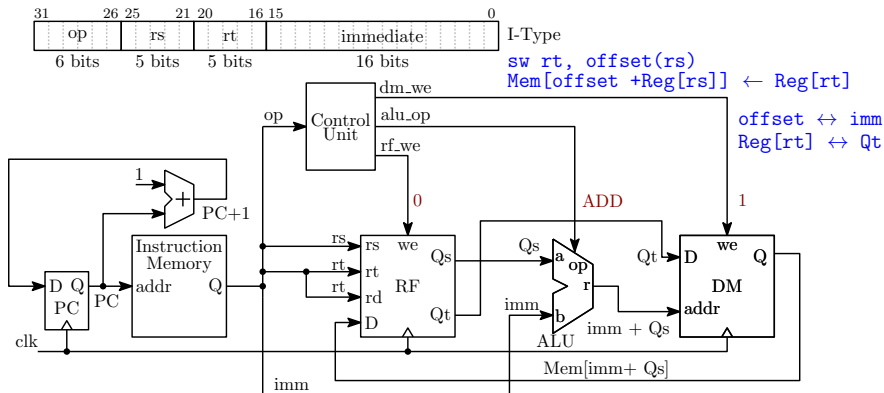 31 26 25 21 20 16 15 0
op rs rt immediate I-Type
6 bits 5 bits 5 bits 16 bits
sw rt, offset(rs)
Mem[offset +Reg[rs]] ← Reg[rt]
offset ↔ imm
Reg[rt] ↔ Qt
dm_we
op Control Unit alu_op
rf_we
1
+
PC+1
0
ADD
1
Instruction
Memory
addr Q
D Q
PC
PC
clk
rs rs we
rt rt Qs
rt rd RF
D Qt
Qs a op
r
imm b
ALU
imm + Qs
Qt D we Q
DM
addr
Mem[imm+ Qs]
imm